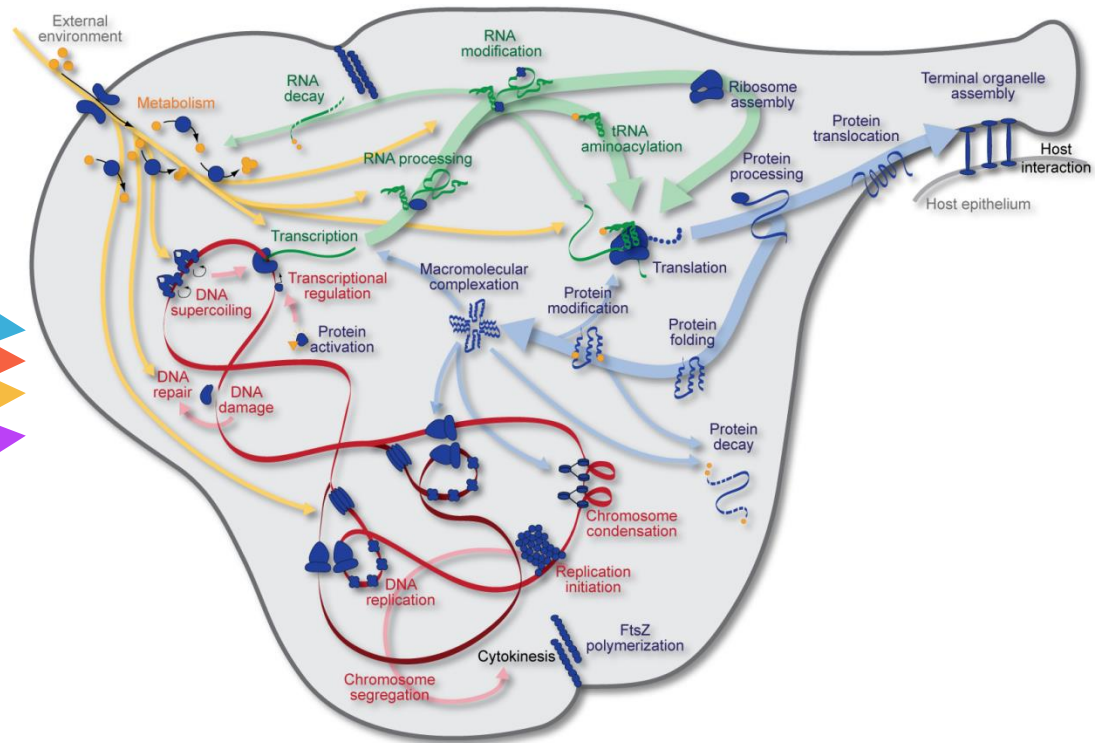 External
environment
Metabolism
RNA
decay
RNA
modification
Ribosome
assembly
Terminal organelle
assembly
tRNA
aminoacylation
Protein
translocation
RNA processing
Protein
processing
Host
interaction
Host epithelium
Transcription
Translation
DNA
supercoiling
Transcriptional
regulation
Macromolecular
complexation
Protein
modification
Protein
activation
Protein
folding
DNA
repair
DNA
damage
Protein
decay
Chromosome
condensation
DNA
replication
Replication
initiation
FtsZ
polymerization
Cytokinesis
Chromosome
segregation